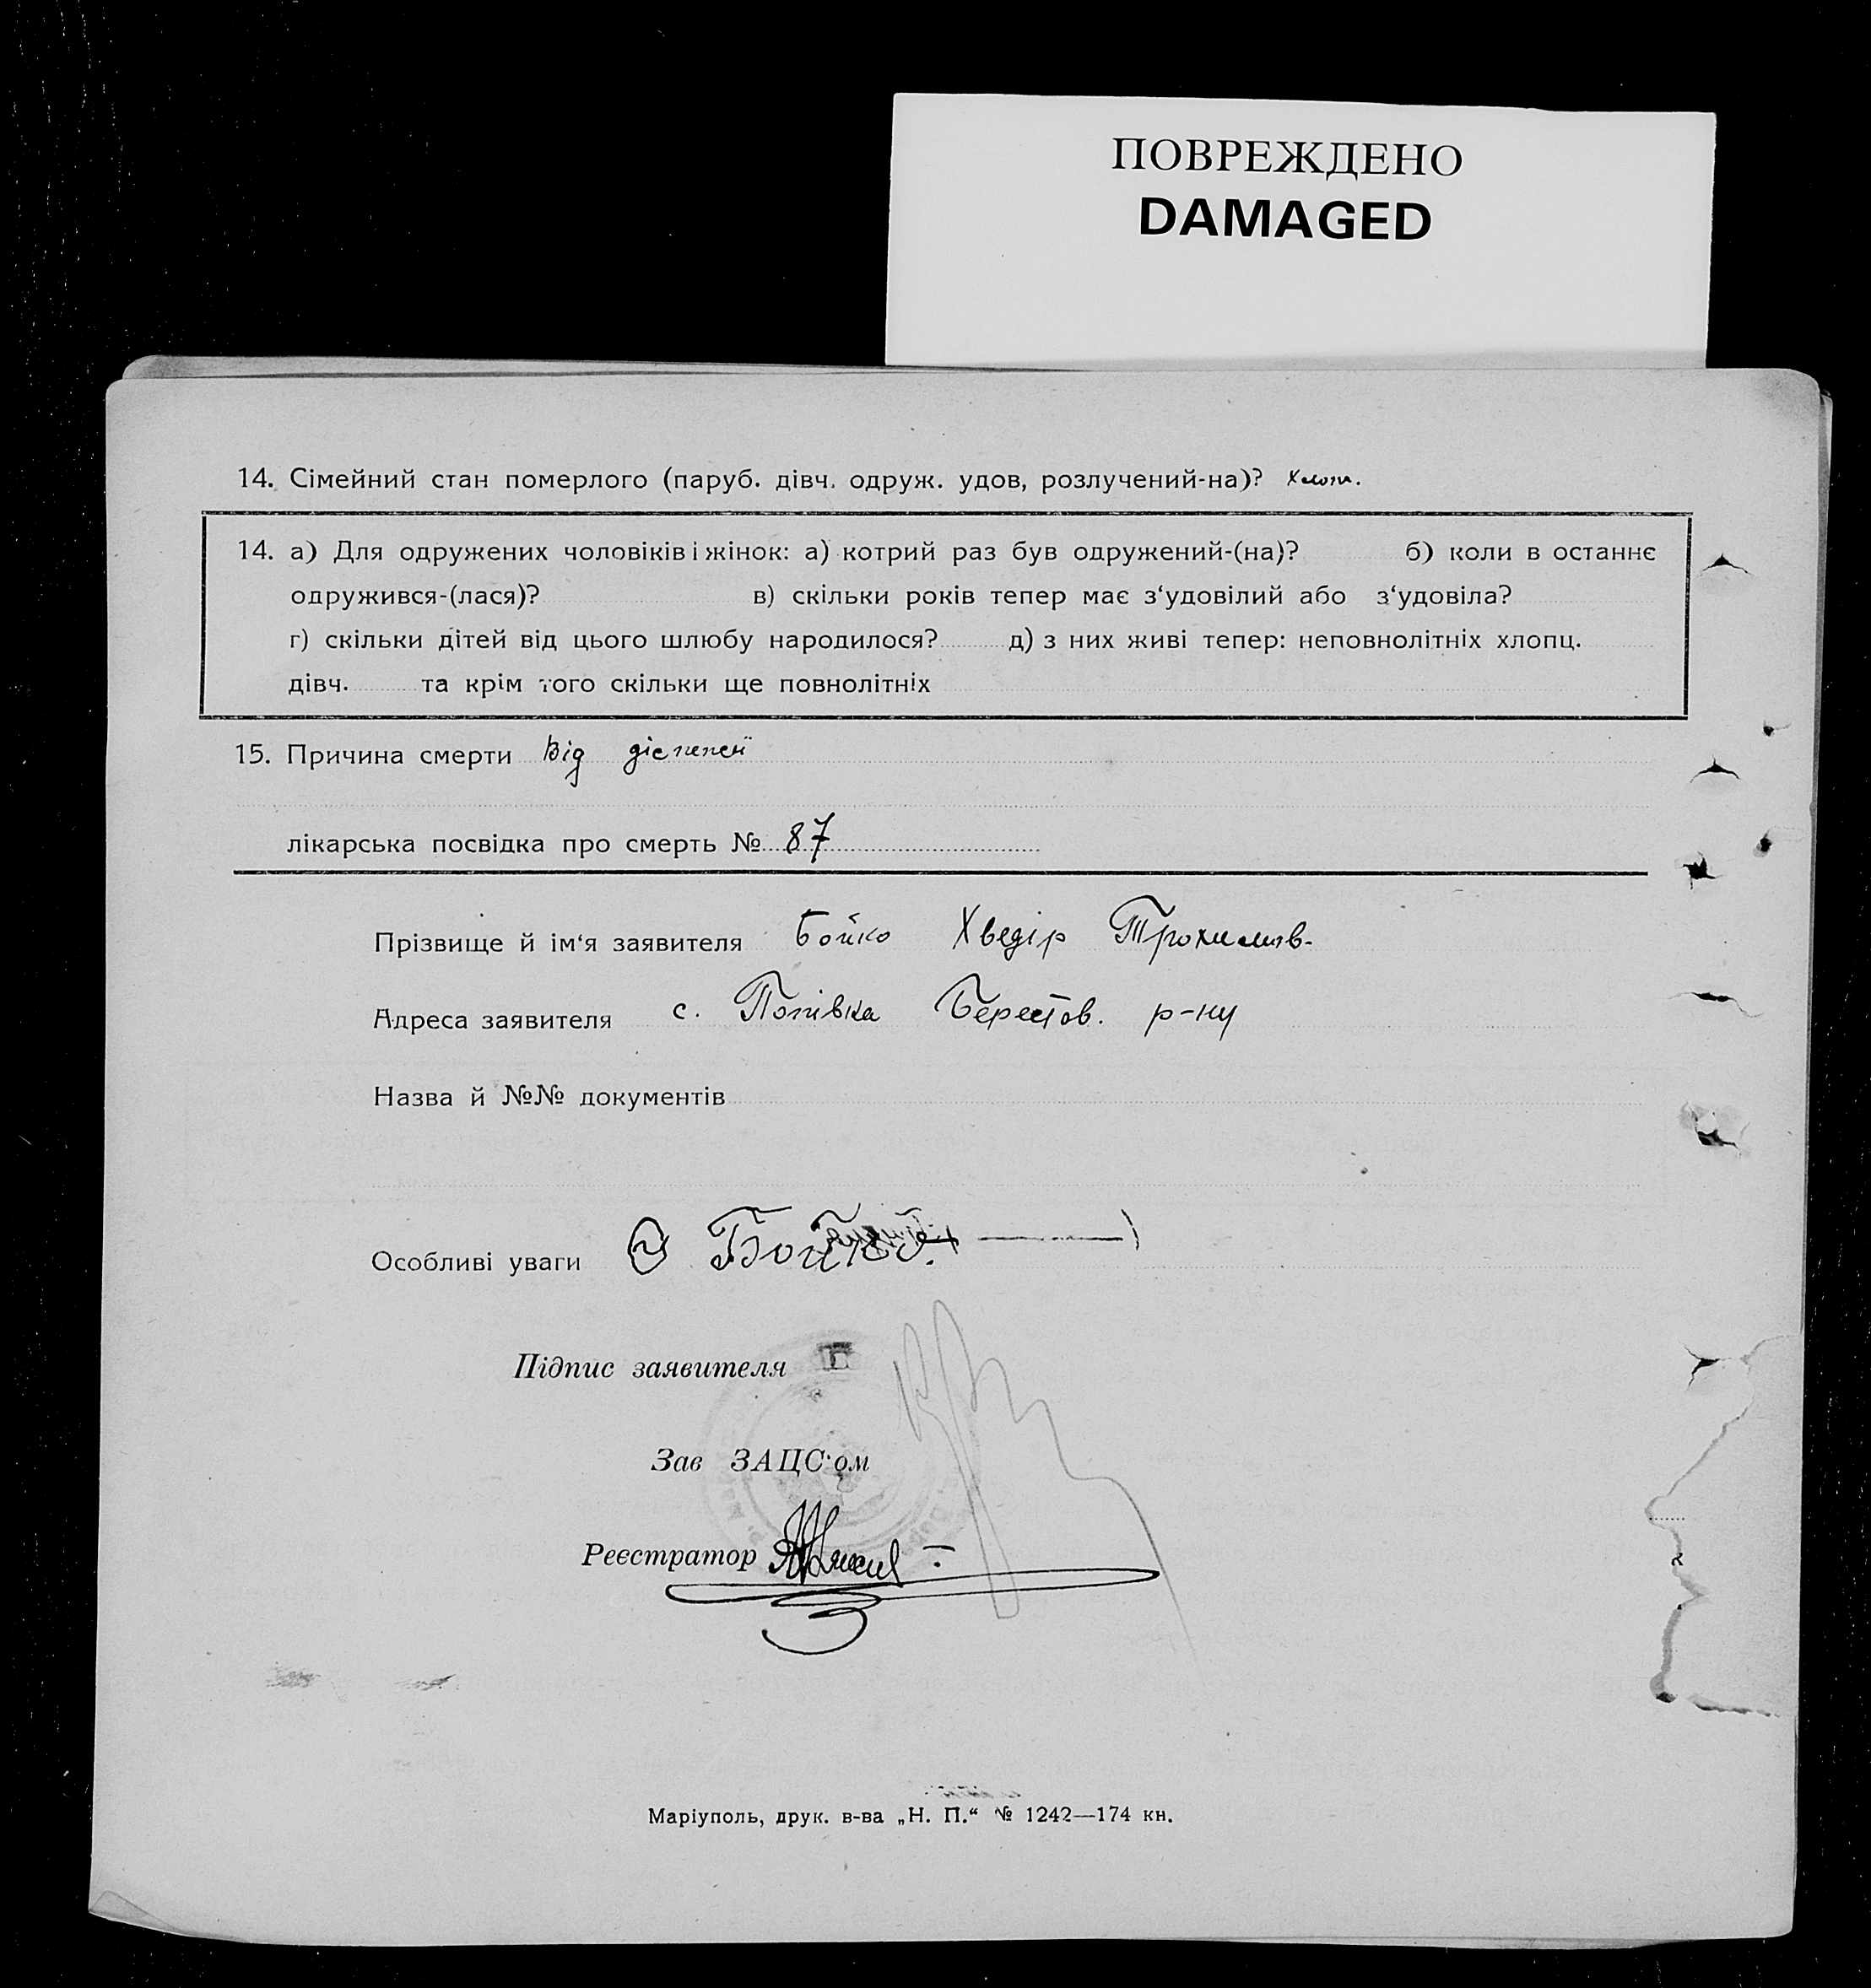 ПОВРЕЖДЕНО
DAMAGED
14. Сімейний стан померлого (паруб. дівч. одруж. удов, розлучений-на)? Хлоп.
14. а) Для одружених чоловіків і жінок: а) котрий раз був одружений-(на)? б) коли в останнє
одружився-(лася)? в) скільки років тепер має з‘удовілий або з‘удовіла?
г) скільки дітей від цього шлюбу народилося? д) з них живі тепер: неповнолітніх хлопц.
дівч. та крім того скільки ще повнолітніх
15. Причина смерти Від діспепсії
лікарська посвідка про смерть № 87
Прізвище й ім‘я заявителя Бойко Хведір
Адреса заявителя с. Попівка Берестов. р-ну
Назва й №№ документів
Особливі уваги Бойко.
Підпис заявителя
Зав ЗАЦС‘ом
Реєстратор
Маріуполь, друк. в-ва „Н. П.“ № 1242—174 кн.